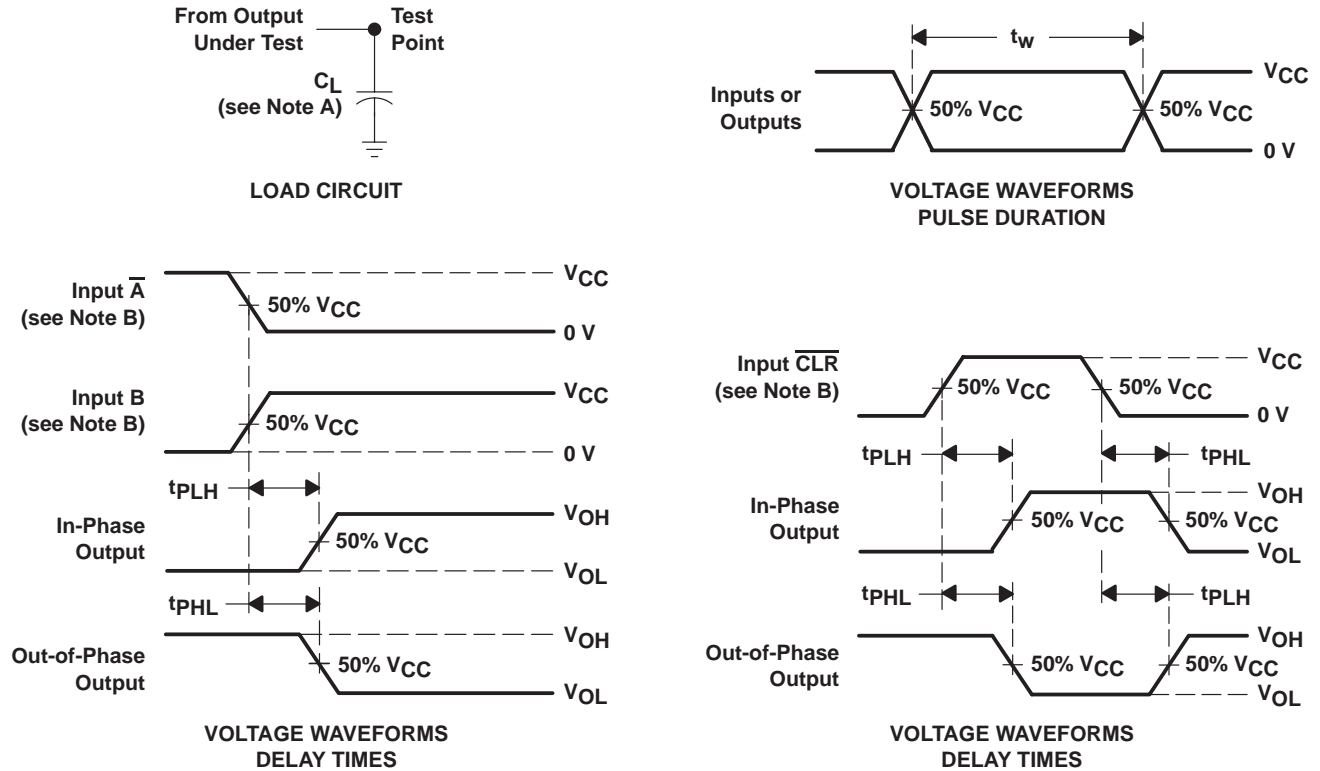 From Output
Under Test
Test
Point
CL
(see Note A)
LOAD CIRCUIT
tw
Inputs or
Outputs
50% VCC
50% VCC
VCC
0 V
VOLTAGE WAVEFORMS
PULSE DURATION
Input A̅
(see Note B)
50% VCC
VCC
0 V
Input B
(see Note B)
50% VCC
VCC
0 V
tPLH
In-Phase
Output
50% VCC
VOH
VOL
tPHL
Out-of-Phase
Output
50% VCC
VOH
VOL
VOLTAGE WAVEFORMS
DELAY TIMES
Input C̅L̅R̅
(see Note B)
50% VCC
50% VCC
VCC
0 V
tPLH
tPHL
In-Phase
Output
50% VCC
50% VCC
VOH
VOL
tPHL
tPLH
Out-of-Phase
Output
50% VCC
50% VCC
VOH
VOL
VOLTAGE WAVEFORMS
DELAY TIMES